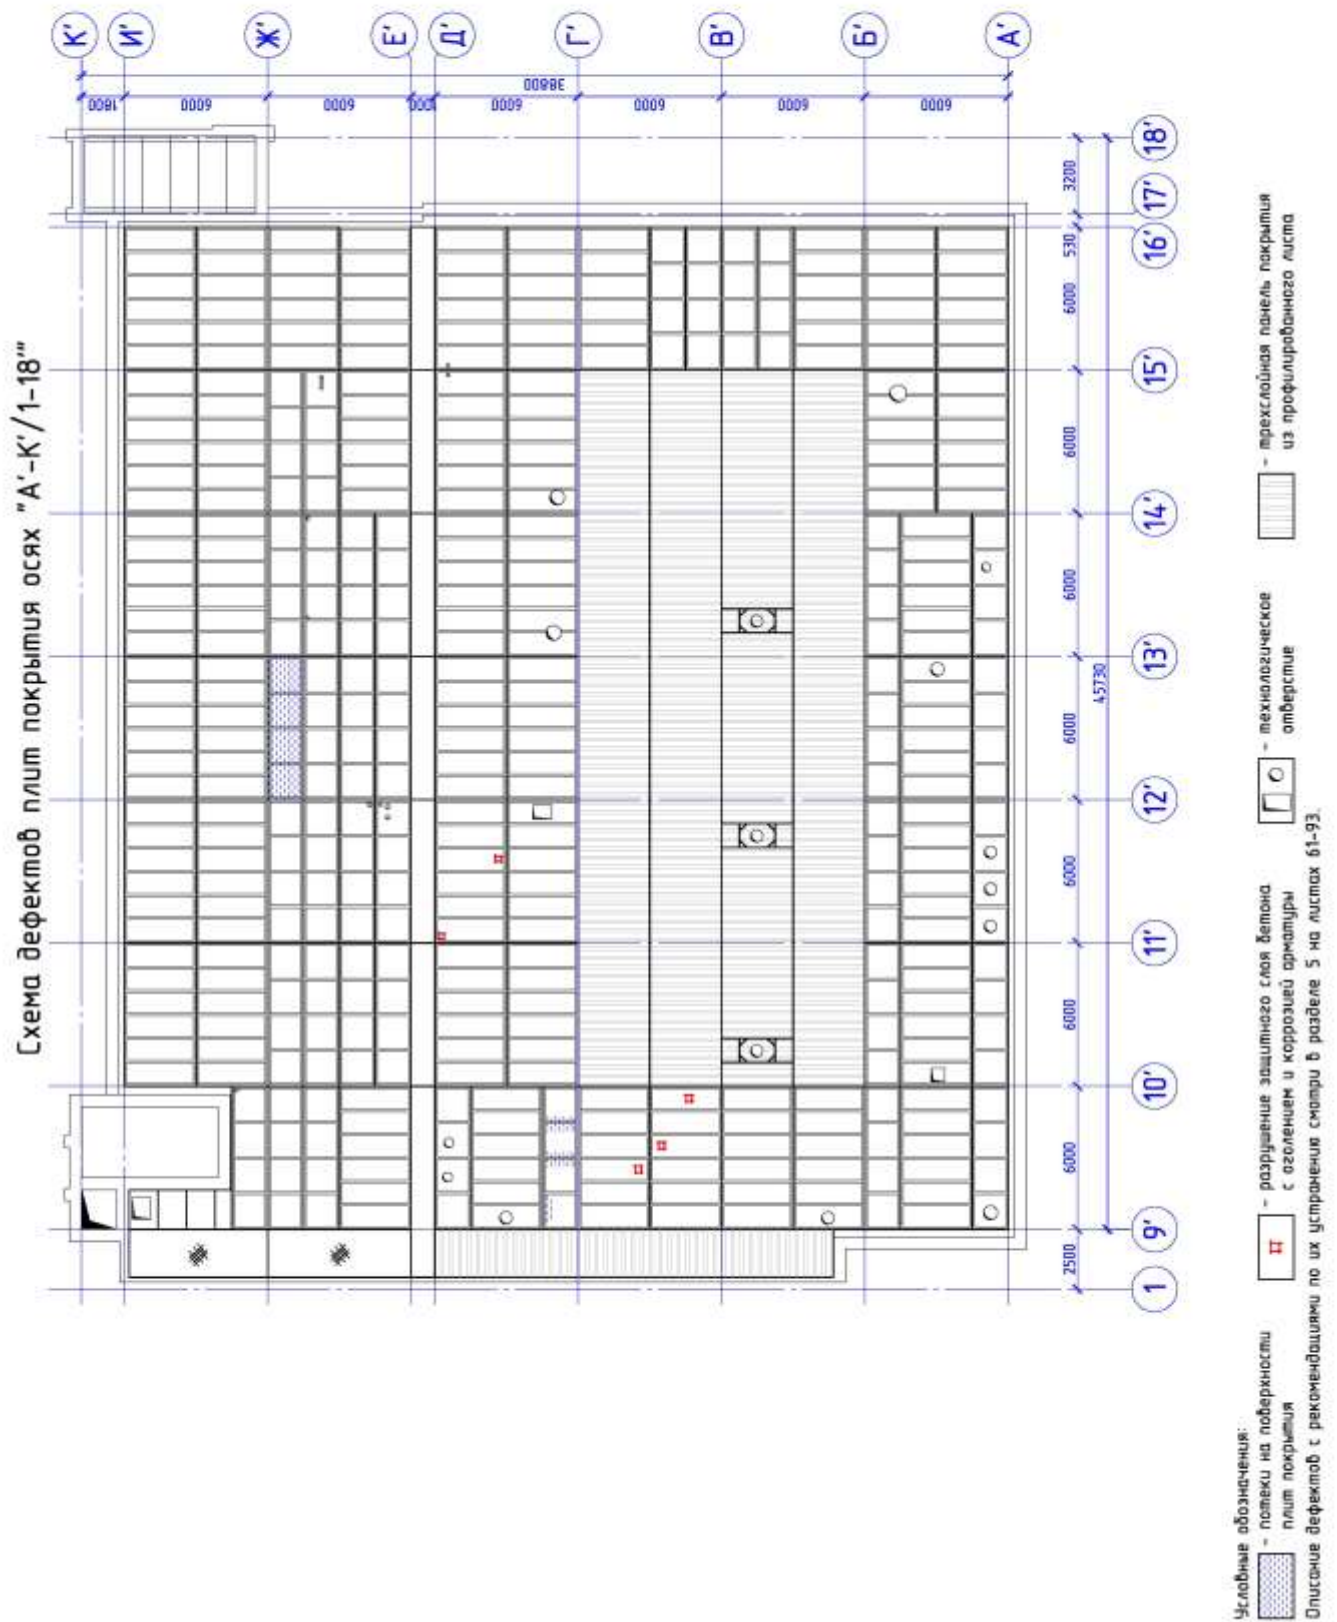 Схема дефектов плит покрытия осях "А'-К'/1-18'"
К'
И'
Ж'
Е'
Д'
Г'
В'
Б'
А'
1800
6000
6000
1000
6000
6000
6000
6000
38800
1
9'
10'
11'
12'
13'
14'
15'
16'
17'
18'
2500
6000
6000
6000
6000
6000
6000
6000
530
3200
45730
Условные обозначения:
- потеки на поверхности
плит покрытия
- разрушение защитного слоя бетона
с оголением и коррозией арматуры
- технологическое
отверстие
- трехслойная панель покрытия
из профилированного листа
Описание дефектов с рекомендациями по их устранения смотри в разделе 5 на листах 61-93.